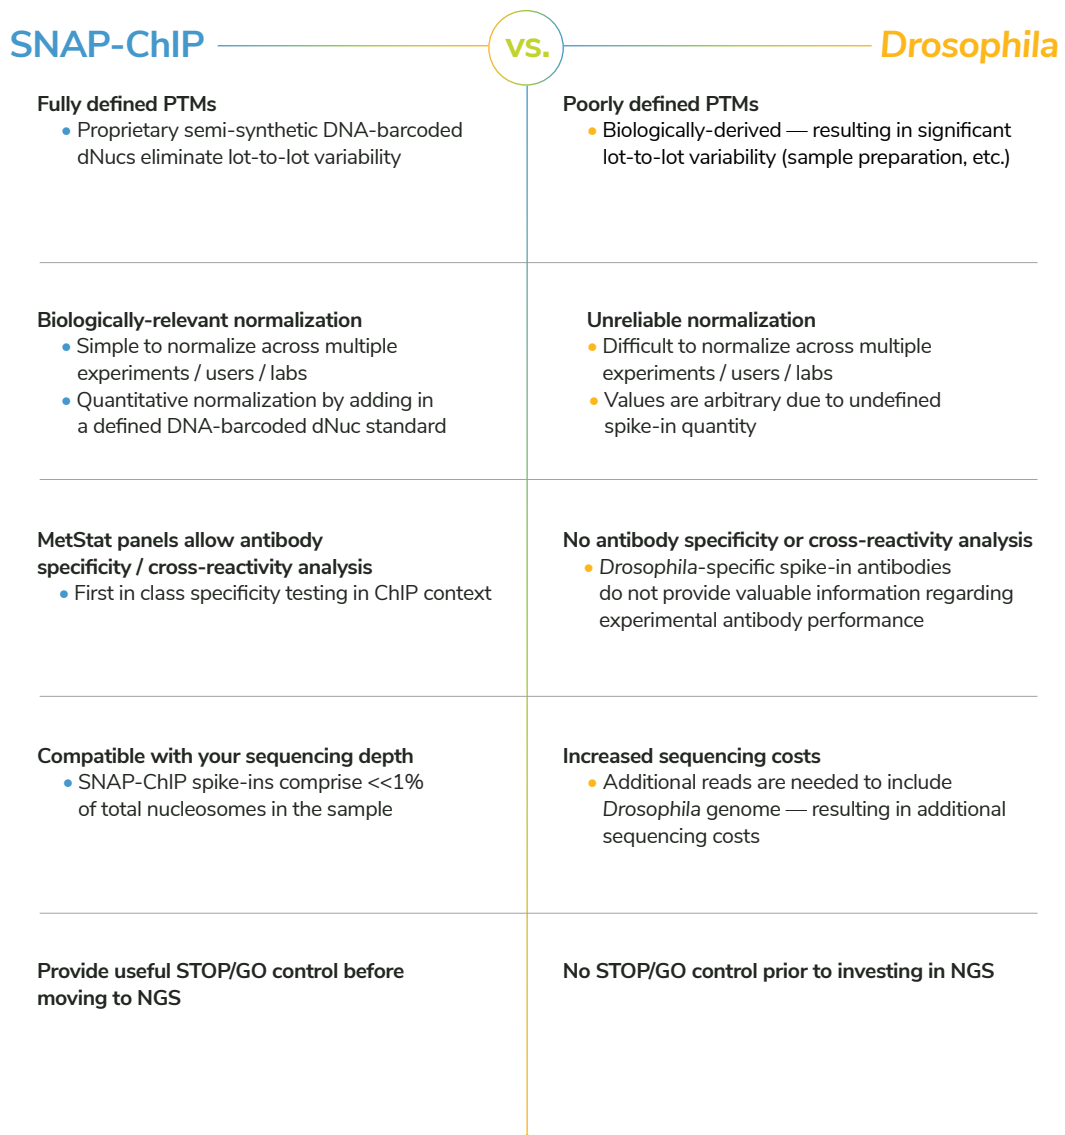 SNAP-ChIP vs. Drosophila
Fully defined PTMs
• Proprietary semi-synthetic DNA-barcoded
dNucs eliminate lot-to-lot variability
Poorly defined PTMs
• Biologically-derived — resulting in significant
lot-to-lot variability (sample preparation, etc.)
Biologically-relevant normalization
• Simple to normalize across multiple
experiments / users / labs
• Quantitative normalization by adding in
a defined DNA-barcoded dNuc standard
Unreliable normalization
• Difficult to normalize across multiple
experiments / users / labs
• Values are arbitrary due to undefined
spike-in quantity
MetStat panels allow antibody
specificity / cross-reactivity analysis
• First in class specificity testing in ChIP context
No antibody specificity or cross-reactivity analysis
• Drosophila-specific spike-in antibodies
do not provide valuable information regarding
experimental antibody performance
Compatible with your sequencing depth
• SNAP-ChIP spike-ins comprise <<1%
of total nucleosomes in the sample
Increased sequencing costs
• Additional reads are needed to include
Drosophila genome — resulting in additional
sequencing costs
Provide useful STOP/GO control before
moving to NGS
No STOP/GO control prior to investing in NGS